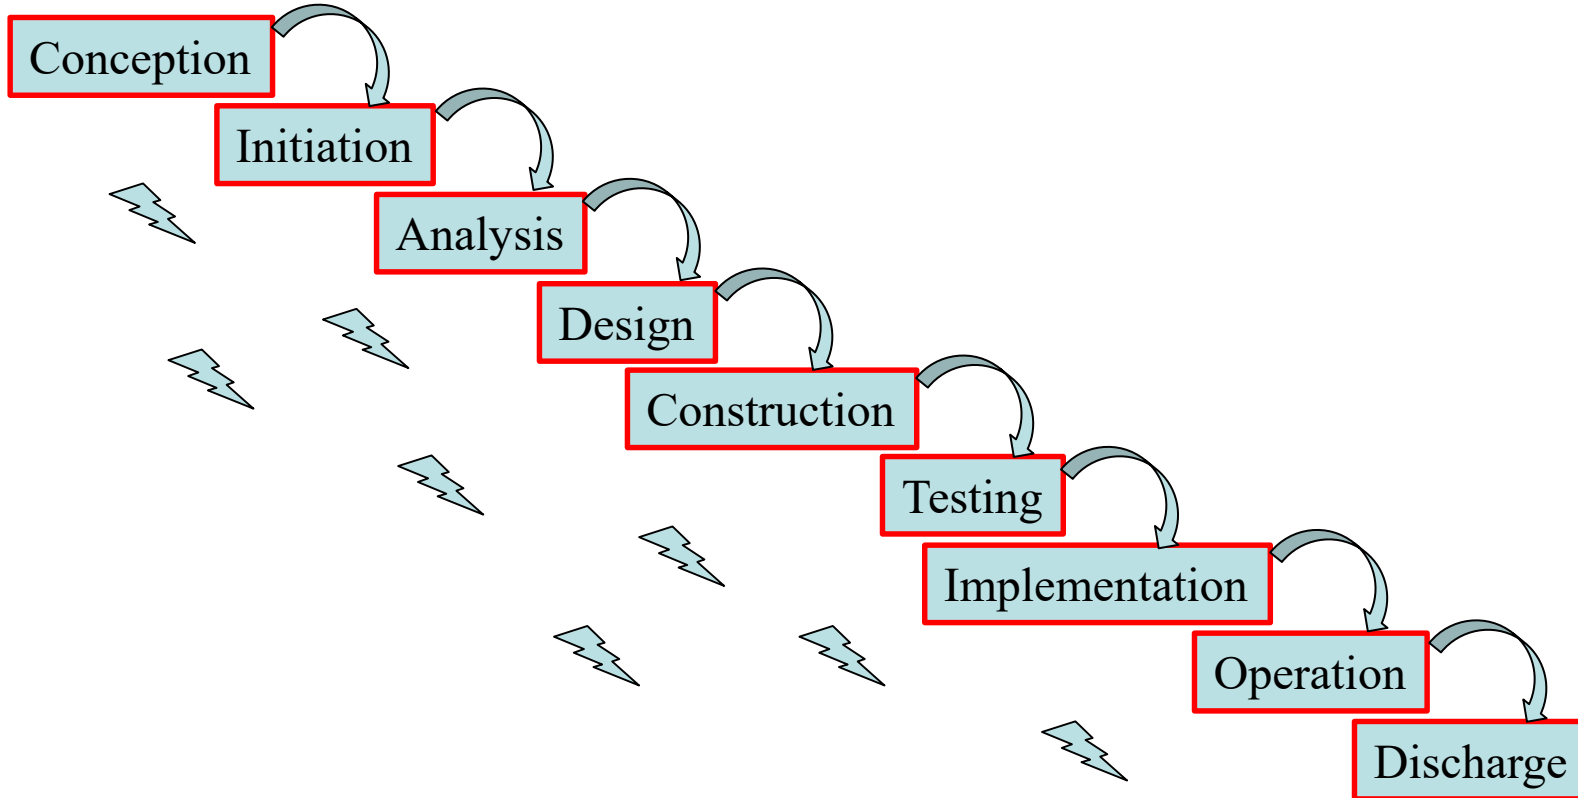 Conception
Initiation
Analysis
Design
Construction
Testing
Implementation
Operation
Discharge